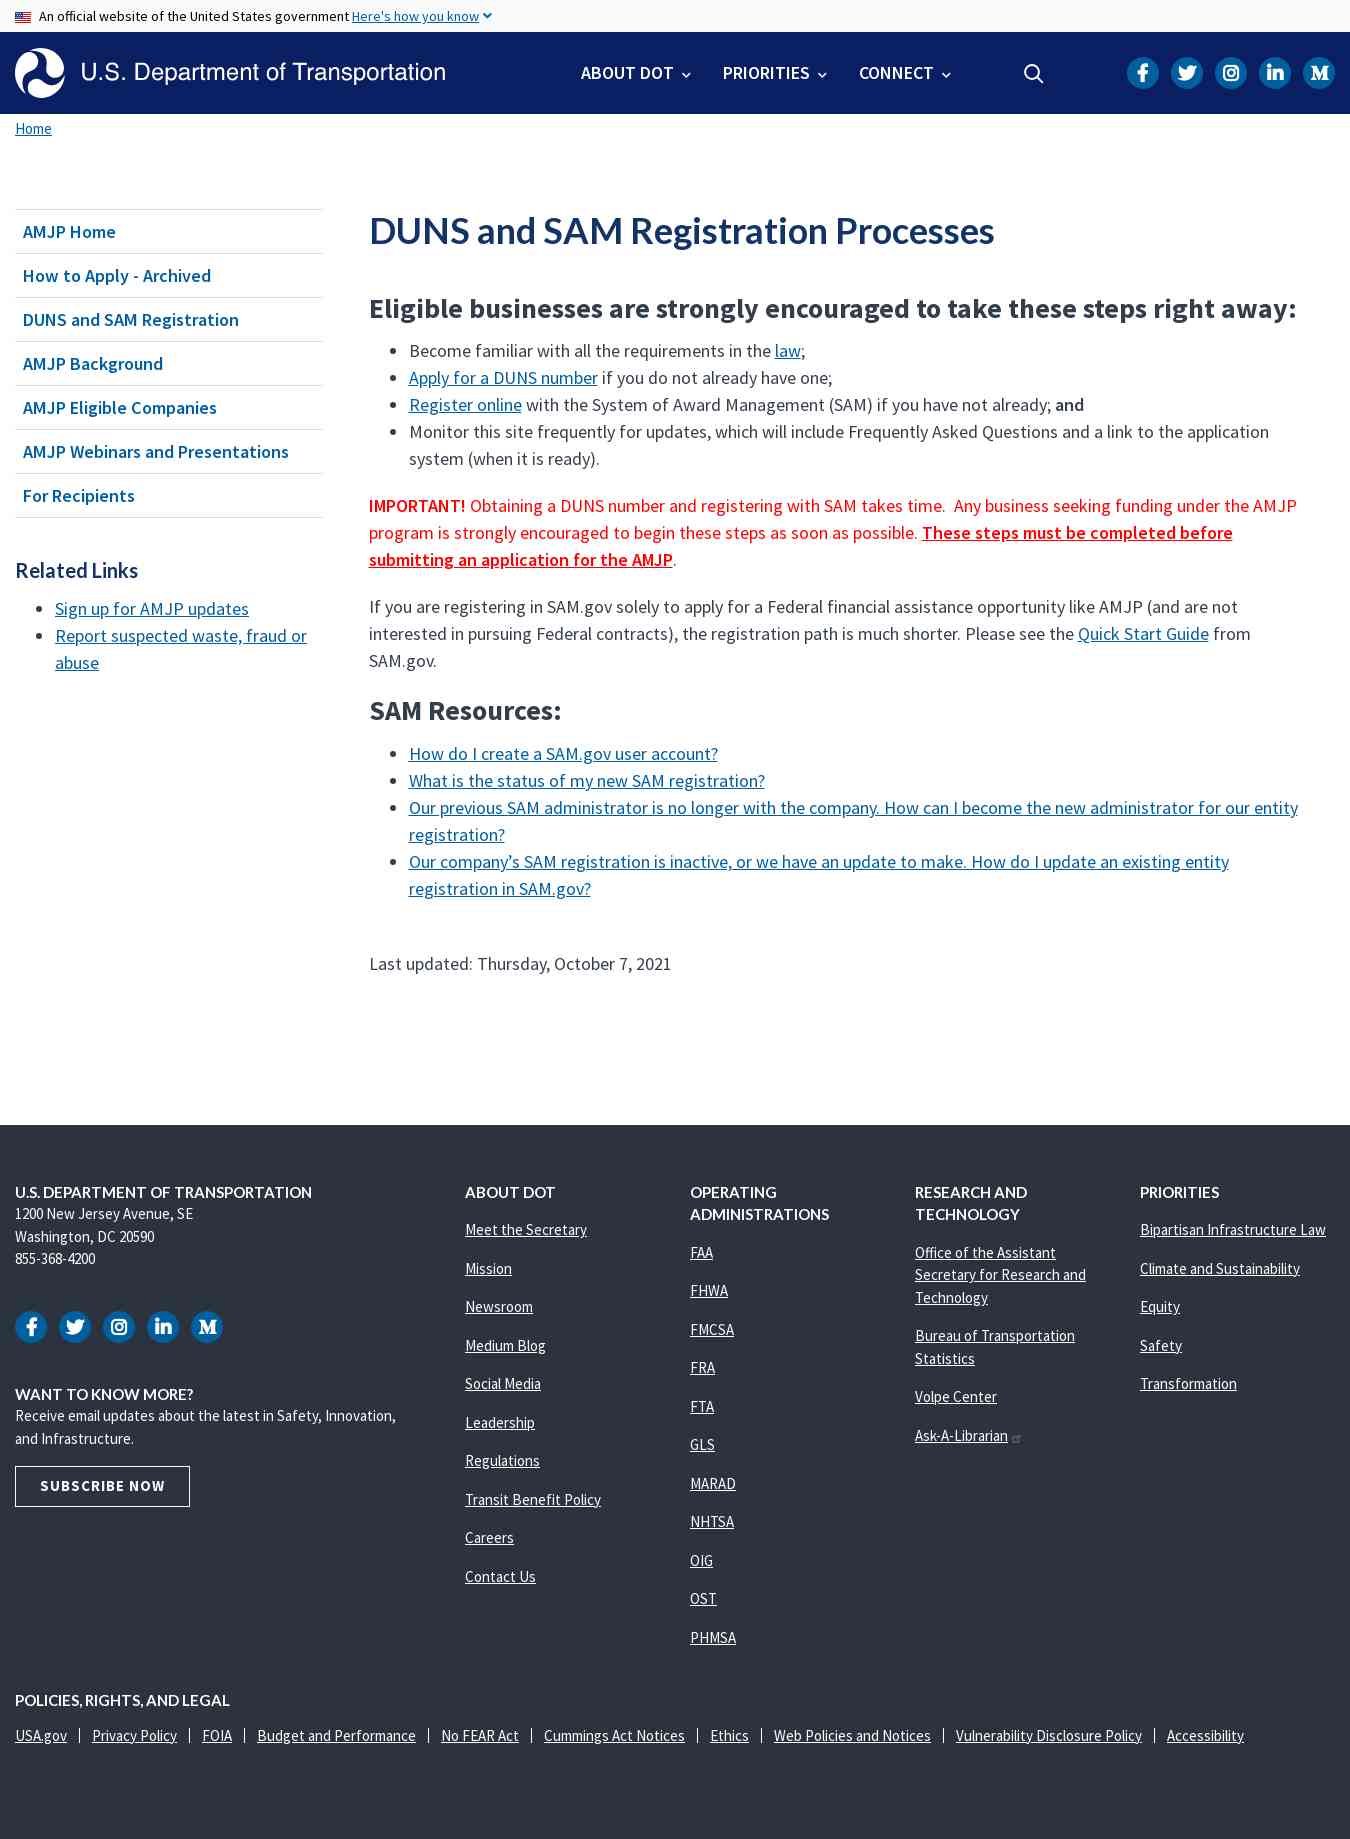 An official website of the United States government Here's how you know
U.S. Department of Transportation
ABOUT DOT
PRIORITIES
CONNECT
Home
AMJP Home
How to Apply - Archived
DUNS and SAM Registration
AMJP Background
AMJP Eligible Companies
AMJP Webinars and Presentations
For Recipients
Related Links
Sign up for AMJP updates
Report suspected waste, fraud or
abuse
DUNS and SAM Registration Processes
Eligible businesses are strongly encouraged to take these steps right away:
Become familiar with all the requirements in the law;
Apply for a DUNS number if you do not already have one;
Register online with the System of Award Management (SAM) if you have not already; and
Monitor this site frequently for updates, which will include Frequently Asked Questions and a link to the application
system (when it is ready).
IMPORTANT! Obtaining a DUNS number and registering with SAM takes time.  Any business seeking funding under the AMJP
program is strongly encouraged to begin these steps as soon as possible. These steps must be completed before
submitting an application for the AMJP.
If you are registering in SAM.gov solely to apply for a Federal financial assistance opportunity like AMJP (and are not
interested in pursuing Federal contracts), the registration path is much shorter. Please see the Quick Start Guide from
SAM.gov.
SAM Resources:
How do I create a SAM.gov user account?
What is the status of my new SAM registration?
Our previous SAM administrator is no longer with the company. How can I become the new administrator for our entity
registration?
Our company’s SAM registration is inactive, or we have an update to make. How do I update an existing entity
registration in SAM.gov?
Last updated: Thursday, October 7, 2021
U.S. DEPARTMENT OF TRANSPORTATION
1200 New Jersey Avenue, SE
Washington, DC 20590
855-368-4200
WANT TO KNOW MORE?
Receive email updates about the latest in Safety, Innovation,
and Infrastructure.
SUBSCRIBE NOW
ABOUT DOT
Meet the Secretary
Mission
Newsroom
Medium Blog
Social Media
Leadership
Regulations
Transit Benefit Policy
Careers
Contact Us
OPERATING
ADMINISTRATIONS
FAA
FHWA
FMCSA
FRA
FTA
GLS
MARAD
NHTSA
OIG
OST
PHMSA
RESEARCH AND
TECHNOLOGY
Office of the Assistant
Secretary for Research and
Technology
Bureau of Transportation
Statistics
Volpe Center
Ask-A-Librarian
PRIORITIES
Bipartisan Infrastructure Law
Climate and Sustainability
Equity
Safety
Transformation
POLICIES, RIGHTS, AND LEGAL
USA.gov
Privacy Policy
FOIA
Budget and Performance
No FEAR Act
Cummings Act Notices
Ethics
Web Policies and Notices
Vulnerability Disclosure Policy
Accessibility